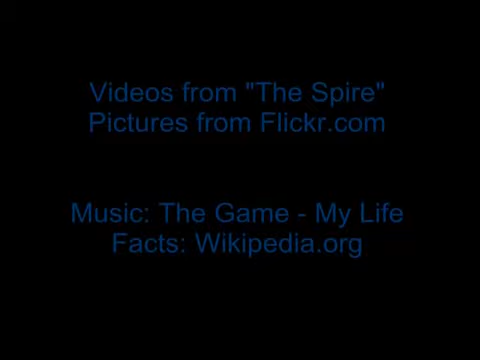 Videos from "The Spire"
Pictures from Flickr.com
Music: The Game - My Life
Facts: Wikipedia.org